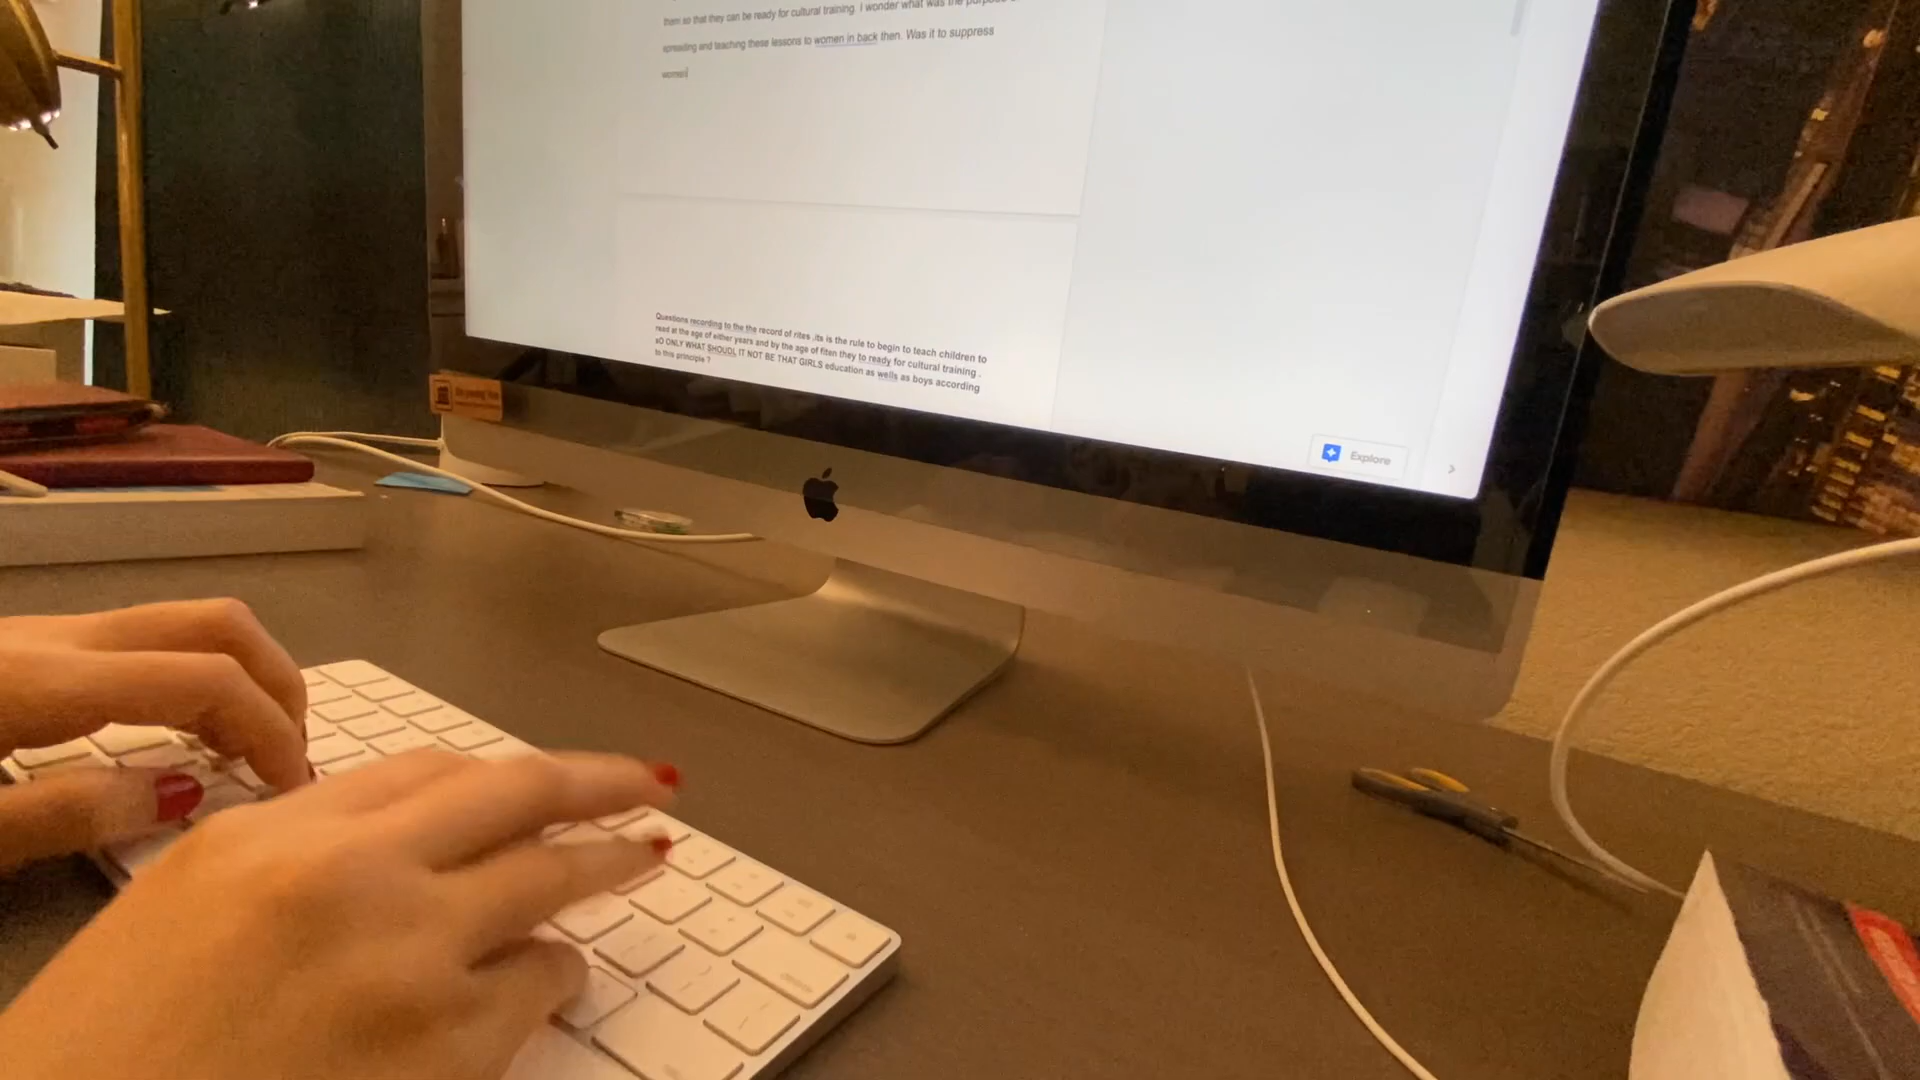 them so that they can be ready for cultural training. I wonder what was the purpose
spreading and teaching these lessons to women in back then. Was it to suppress
women
Questions recording to the the record of rites ,its is the rule to begin to teach children to
read at the age of either years and by the age of fiten they to ready for cultural training .
sO ONLY WHAT SHOUDL IT NOT BE THAT GIRLS education as wells as boys according
to this principle ?
Explore